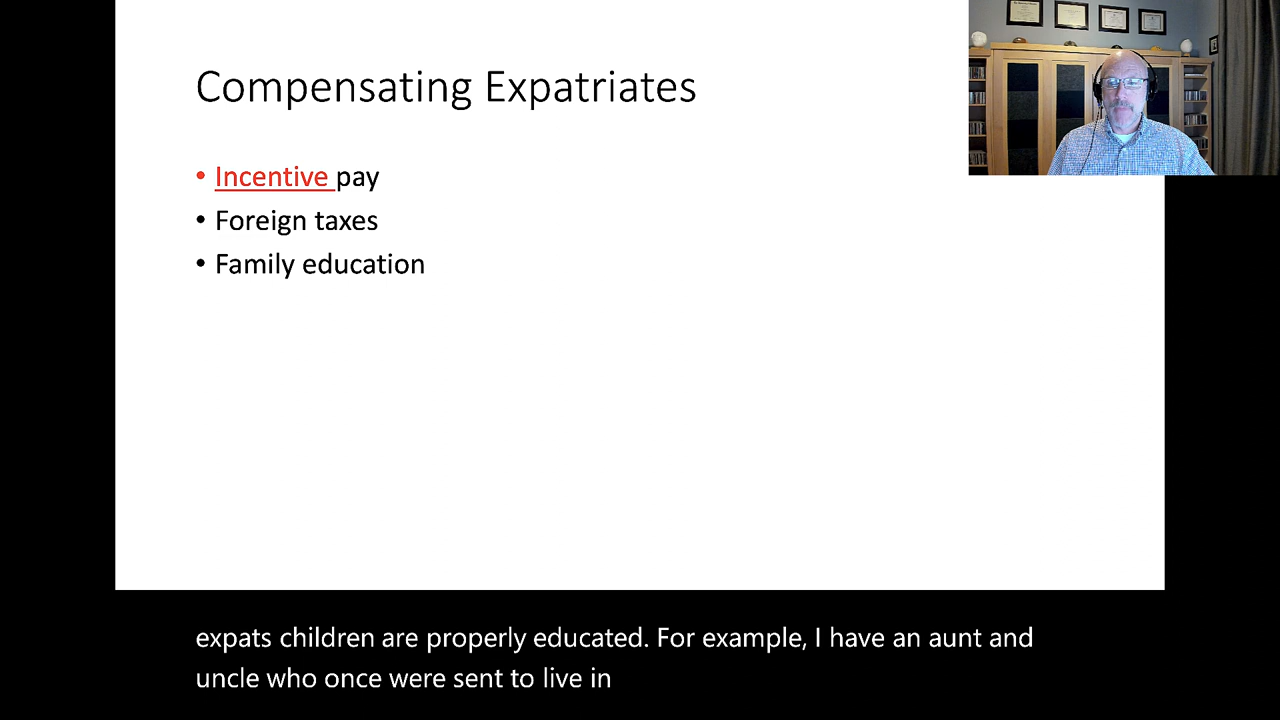 Compensating Expatriates
• Incentive pay
• Foreign taxes
• Family education
expats children are properly educated. For example, I have an aunt and
uncle who once were sent to live in